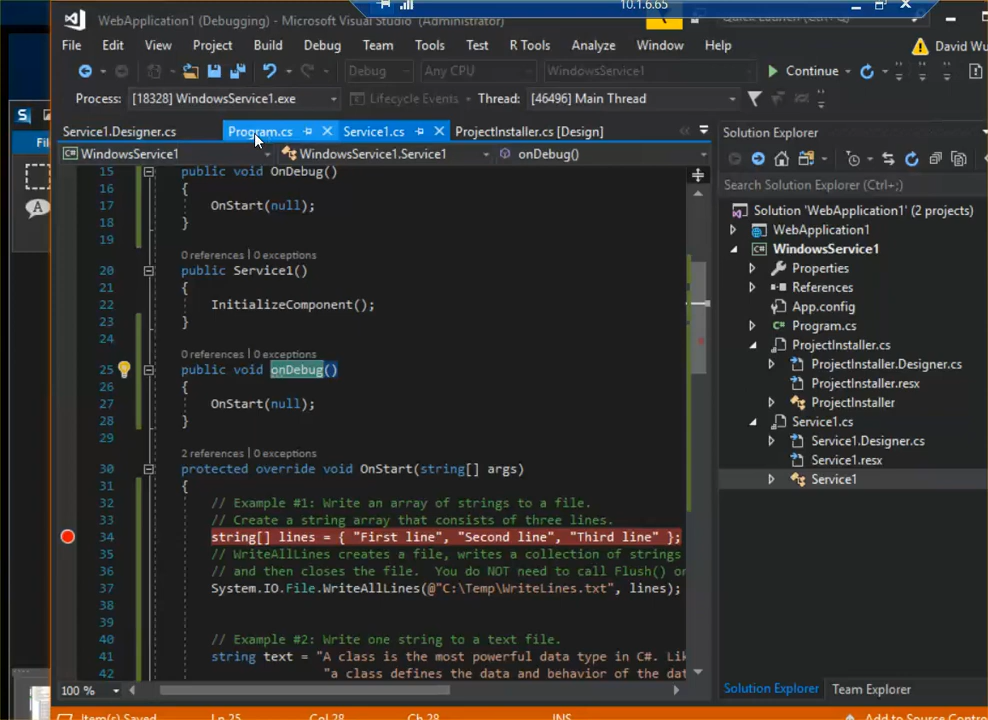 10.1.6.65
WebApplication1 (Debugging) - Microsoft Visual Studio (Administrator)
Quick Launch
File Edit View Project Build Debug Team Tools Test R Tools Analyze Window Help
David Wu
Debug Any CPU WindowsService1 Continue
Process: [18328] WindowsService1.exe Lifecycle Events Thread: [46496] Main Thread
Service1.Designer.cs Program.cs Service1.cs ProjectInstaller.cs [Design]
WindowsService1 WindowsService1.Service1 onDebug()
15 public void OnDebug()
16 {
17 OnStart(null);
18 }
19
0 references | 0 exceptions
20 public Service1()
21 {
22 InitializeComponent();
23 }
24
0 references | 0 exceptions
25 public void onDebug()
26 {
27 OnStart(null);
28 }
29
2 references | 0 exceptions
30 protected override void OnStart(string[] args)
31 {
32 // Example #1: Write an array of strings to a file.
33 // Create a string array that consists of three lines.
34 string[] lines = { "First line", "Second line", "Third line" };
35 // WriteAllLines creates a file, writes a collection of strings
36 // and then closes the file. You do NOT need to call Flush() or
37 System.IO.File.WriteAllLines(@"C:\Temp\WriteLines.txt", lines);
38
39
40 // Example #2: Write one string to a text file.
41 string text = "A class is the most powerful data type in C#. Lik
42 "a class defines the data and behavior of the dat
100 %
Solution Explorer
Search Solution Explorer (Ctrl+;)
Solution 'WebApplication1' (2 projects)
WebApplication1
WindowsService1
Properties
References
App.config
Program.cs
ProjectInstaller.cs
ProjectInstaller.Designer.cs
ProjectInstaller.resx
ProjectInstaller
Service1.cs
Service1.Designer.cs
Service1.resx
Service1
Solution Explorer Team Explorer
Item(s) Saved Ln 25 Col 28 Ch 28 INS Add to Source Contro
S
Fi
A